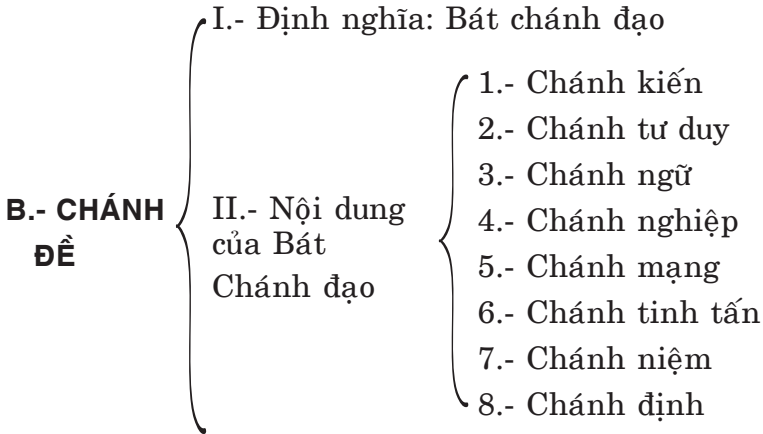 B.- CHÁNH
ĐỀ
I.- Định nghĩa: Bát chánh đạo
II.- Nội dung
của Bát
Chánh đạo
1.- Chánh kiến
2.- Chánh tư duy
3.- Chánh ngữ
4.- Chánh nghiệp
5.- Chánh mạng
6.- Chánh tinh tấn
7.- Chánh niệm
8.- Chánh định